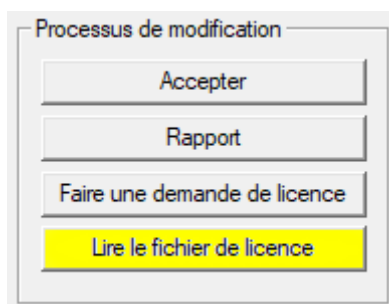 Processus de modification
Accepter
Rapport
Faire une demande de licence
Lire le fichier de licence